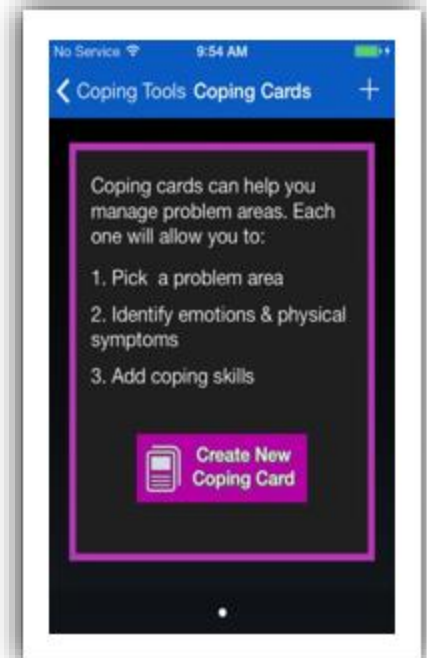 No Service 9:54 AM
Coping Tools Coping Cards +
Coping cards can help you
manage problem areas. Each
one will allow you to:
1. Pick a problem area
2. Identify emotions & physical
symptoms
3. Add coping skills
Create New
Coping Card